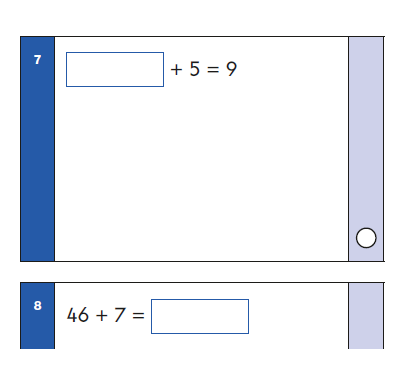 7
+ 5 = 9
8
46 + 7 =